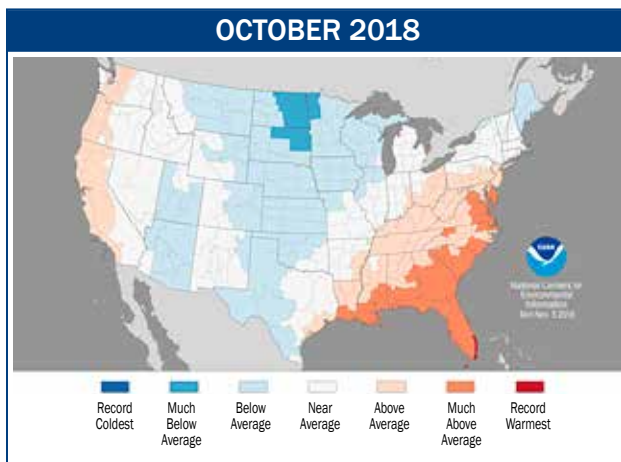 OCTOBER 2018
NOAA
National Centers for
Environmental
Information
Record
Coldest
Much
Below
Average
Below
Average
Near
Average
Above
Average
Much
Above
Average
Record
Warmest